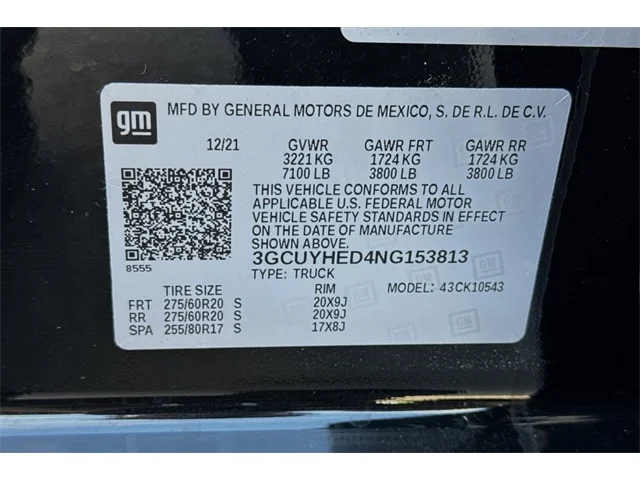 gm
MFD BY GENERAL MOTORS DE MEXICO, S. DE R.L. DE C.V.
12/21 GVWR GAWR FRT GAWR RR
3221 KG 1724 KG 1724 KG
7100 LB 3800 LB 3800 LB
THIS VEHICLE CONFORMS TO ALL
APPLICABLE U.S. FEDERAL MOTOR
VEHICLE SAFETY STANDARDS IN EFFECT
ON THE DATE OF MANUFACTURE
SHOWN ABOVE.
8555
3GCUYHED4NG153813
TYPE: TRUCK MODEL: 43CK10543
TIRE SIZE RIM
FRT 275/60R20 S 20X9J
RR 275/60R20 S 20X9J
SPA 255/80R17 S 17X8J